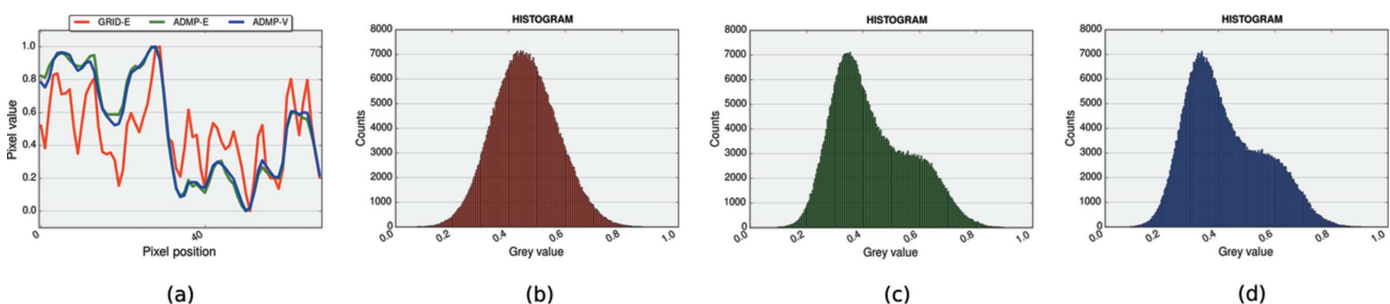 GRID-E ADMP-E ADMP-V
Pixel value
1.0
0.8
0.6
0.4
0.2
0.0
0 40
Pixel position
(a)
HISTOGRAM
Counts
8000
7000
6000
5000
4000
3000
2000
1000
0
0.0 0.2 0.4 0.6 0.8 1.0
Grey value
(b)
HISTOGRAM
Counts
8000
7000
6000
5000
4000
3000
2000
1000
0
0.0 0.2 0.4 0.6 0.8 1.0
Grey value
(c)
HISTOGRAM
Counts
8000
7000
6000
5000
4000
3000
2000
1000
0
0.0 0.2 0.4 0.6 0.8 1.0
Grey value
(d)